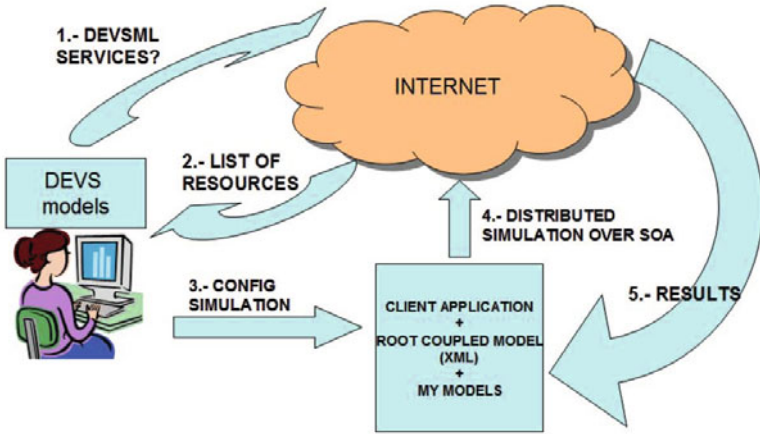 1.- DEVSML
SERVICES?
INTERNET
2.- LIST OF
RESOURCES
DEVS
models
4.- DISTRIBUTED
SIMULATION OVER SOA
3.- CONFIG
SIMULATION
CLIENT APPLICATION
+
ROOT COUPLED MODEL
(XML)
+
MY MODELS
5.- RESULTS